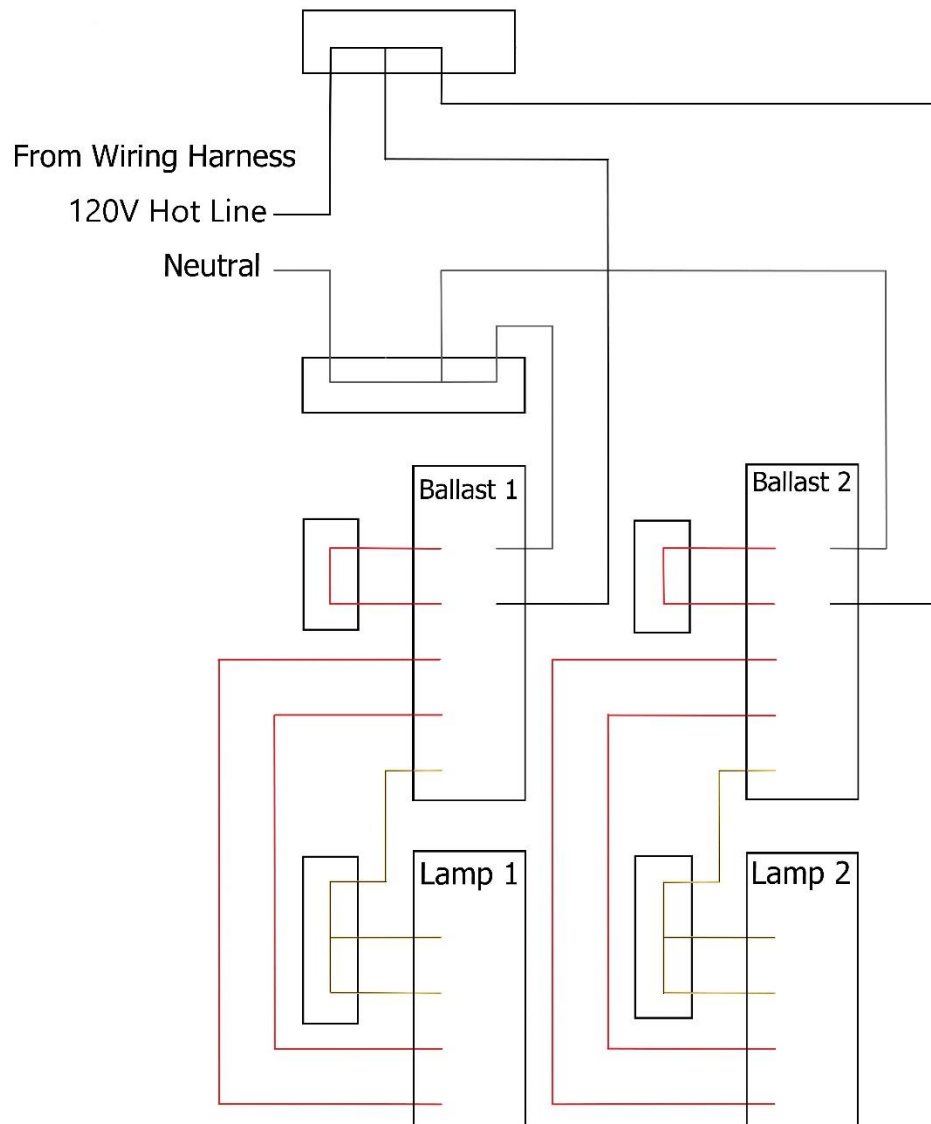 From Wiring Harness
120V Hot Line
Neutral
Ballast 1
Ballast 2
Lamp 1
Lamp 2